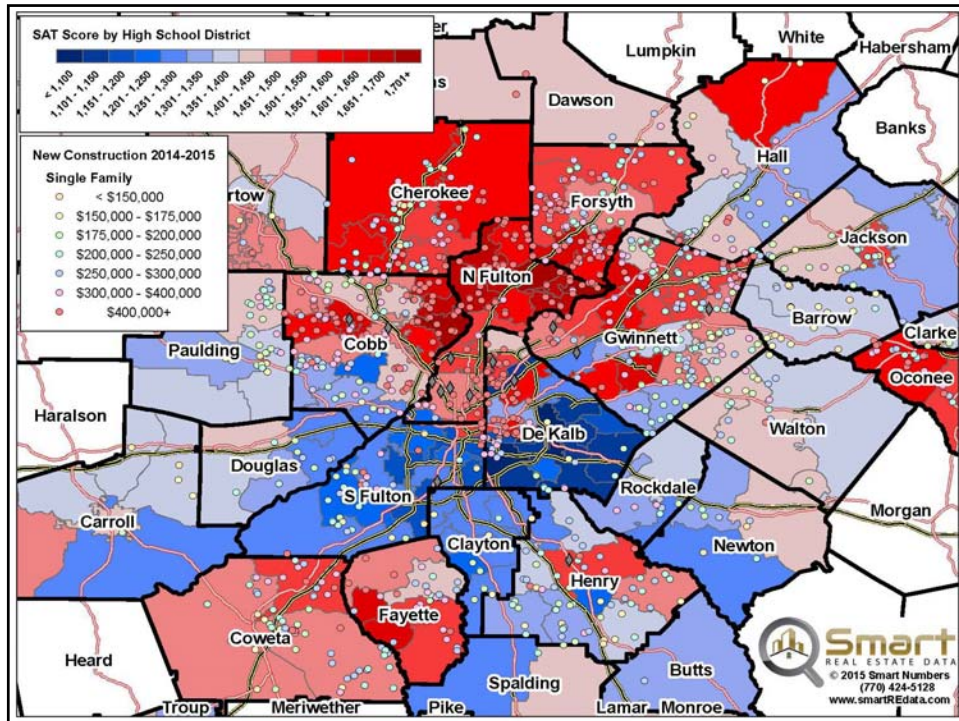 SAT Score by High School District
< 1,100
1,101 - 1,150
1,151 - 1,200
1,201 - 1,250
1,251 - 1,300
1,301 - 1,350
1,351 - 1,400
1,401 - 1,450
1,451 - 1,500
1,501 - 1,550
1,551 - 1,600
1,601 - 1,650
1,651 - 1,700
1,701+
New Construction 2014-2015
Single Family
< $150,000
$150,000 - $175,000
$175,000 - $200,000
$200,000 - $250,000
$250,000 - $300,000
$300,000 - $400,000
$400,000+
er
ns
rtow
Lumpkin
White
Habersham
Dawson
Banks
Hall
Cherokee
Forsyth
Jackson
N Fulton
Barrow
Cobb
Gwinnett
Clarke
Paulding
Oconee
Haralson
De Kalb
Walton
Douglas
S Fulton
Rockdale
Morgan
Carroll
Clayton
Newton
Henry
Fayette
Coweta
Heard
Butts
Spalding
Troup
Meriwether
Pike
Lamar
Monroe
Smart
REAL ESTATE DATA
© 2015 Smart Numbers
(770) 424-5128
www.smartREdata.com